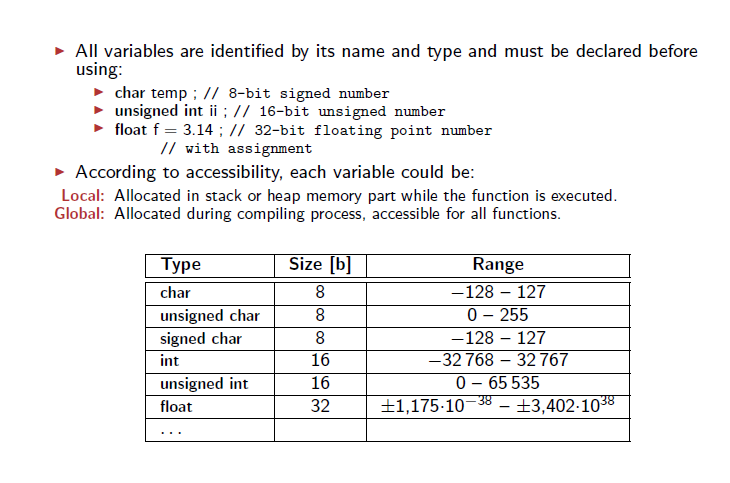 ▶ All variables are identified by its name and type and must be declared before
using:
▶ char temp ; // 8-bit signed number
▶ unsigned int ii ; // 16-bit unsigned number
▶ float f = 3.14 ; // 32-bit floating point number
// with assignment
▶ According to accessibility, each variable could be:
Local: Allocated in stack or heap memory part while the function is executed.
Global: Allocated during compiling process, accessible for all functions.
Type Size [b] Range
char 8 −128 – 127
unsigned char 8 0 – 255
signed char 8 −128 – 127
int 16 −32 768 – 32 767
unsigned int 16 0 – 65 535
float 32 ±1,175·10⁻³⁸ – ±3,402·10³⁸
. . .